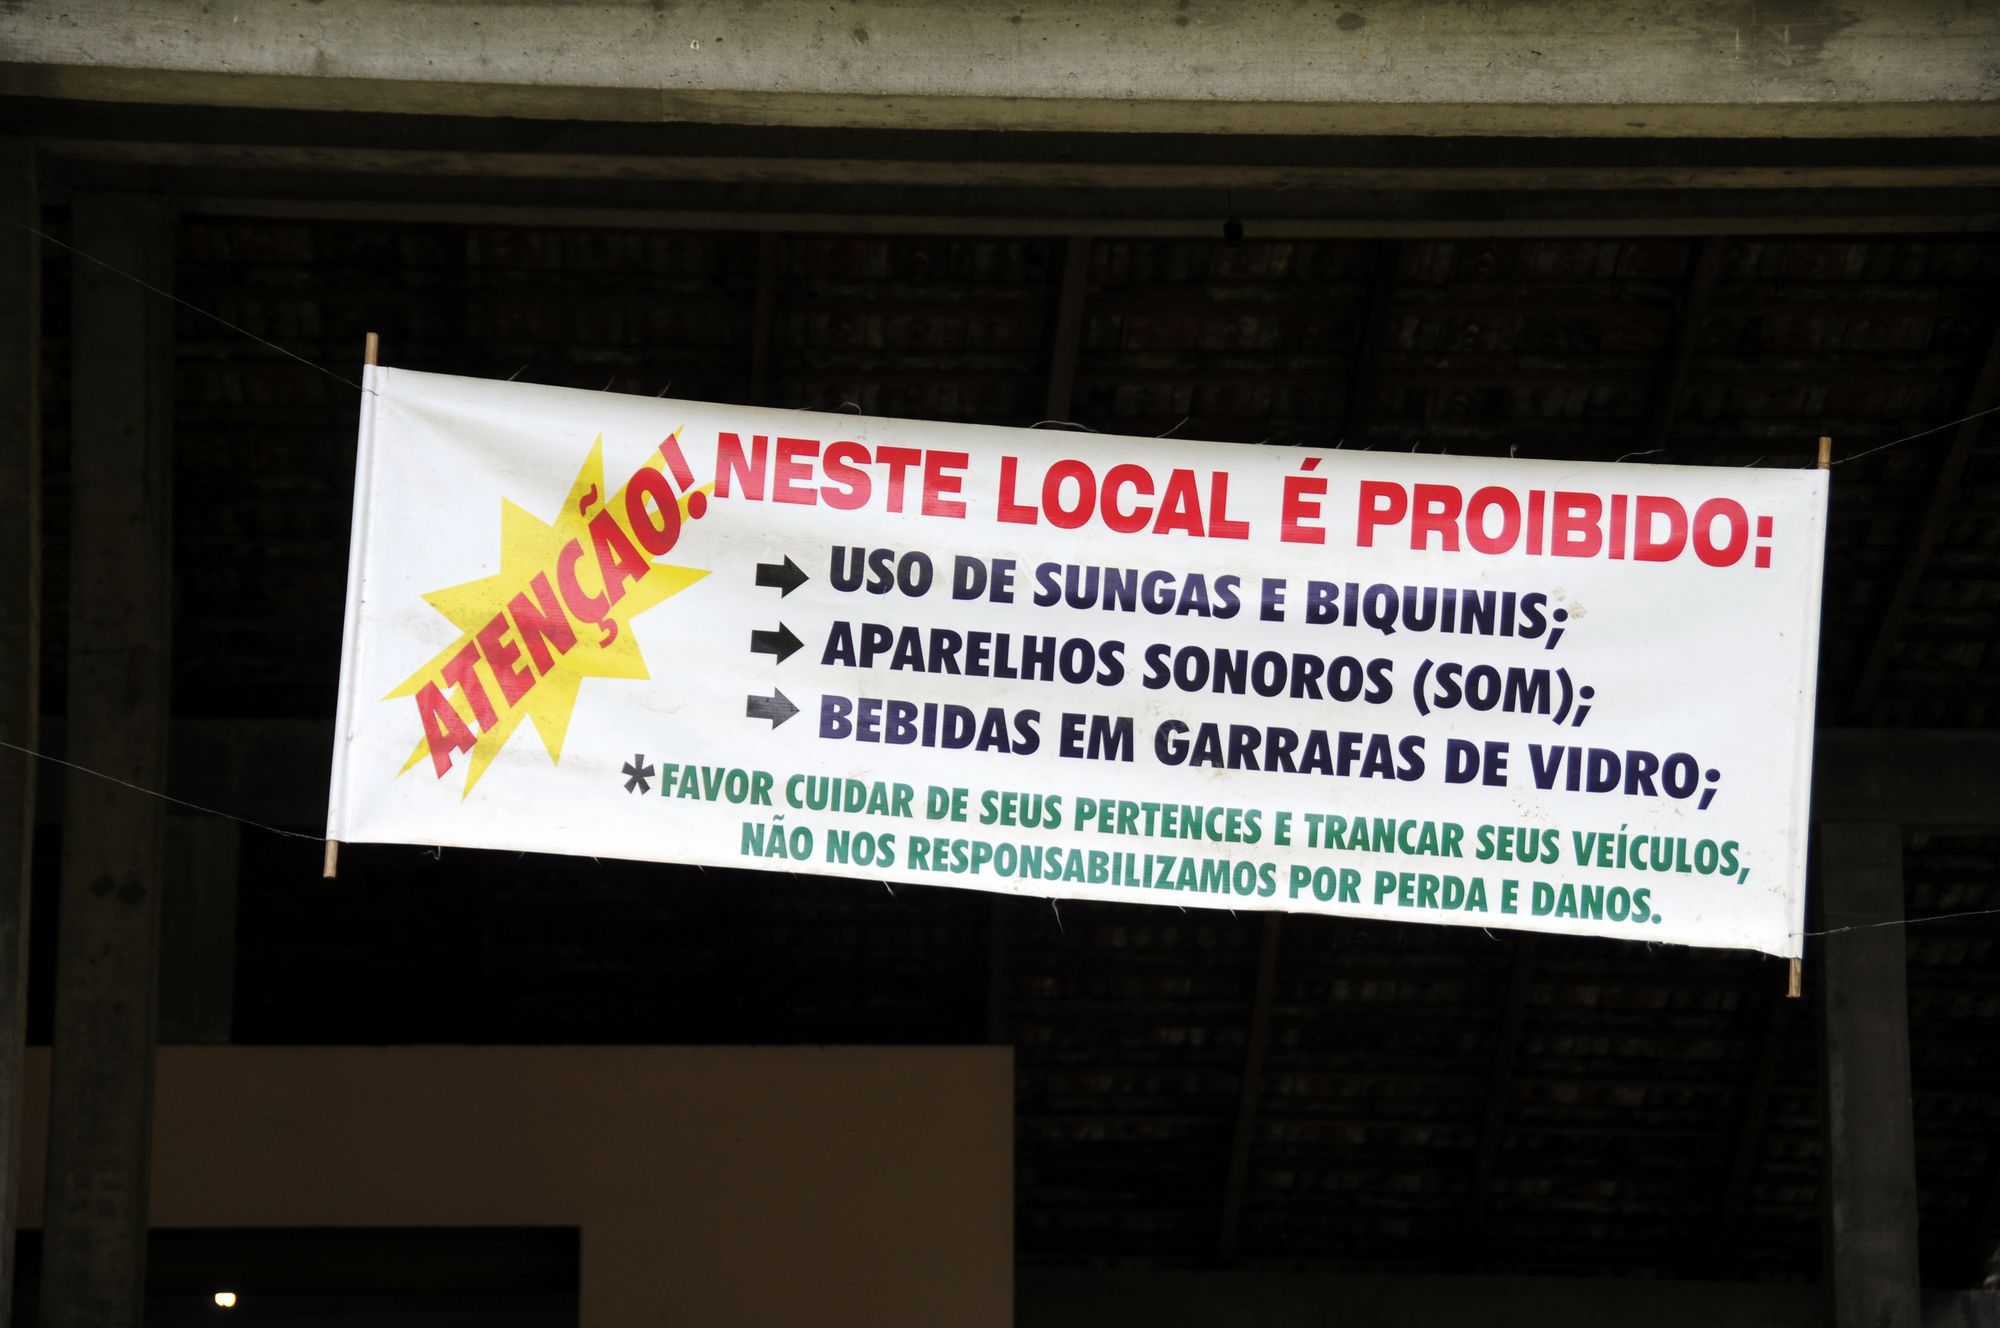 ATENÇÃO!
NESTE LOCAL É PROIBIDO:
USO DE SUNGAS E BIQUINIS;
APARELHOS SONOROS (SOM);
BEBIDAS EM GARRAFAS DE VIDRO;
*FAVOR CUIDAR DE SEUS PERTENCES E TRANCAR SEUS VEÍCULOS,
NÃO NOS RESPONSABILIZAMOS POR PERDA E DANOS.